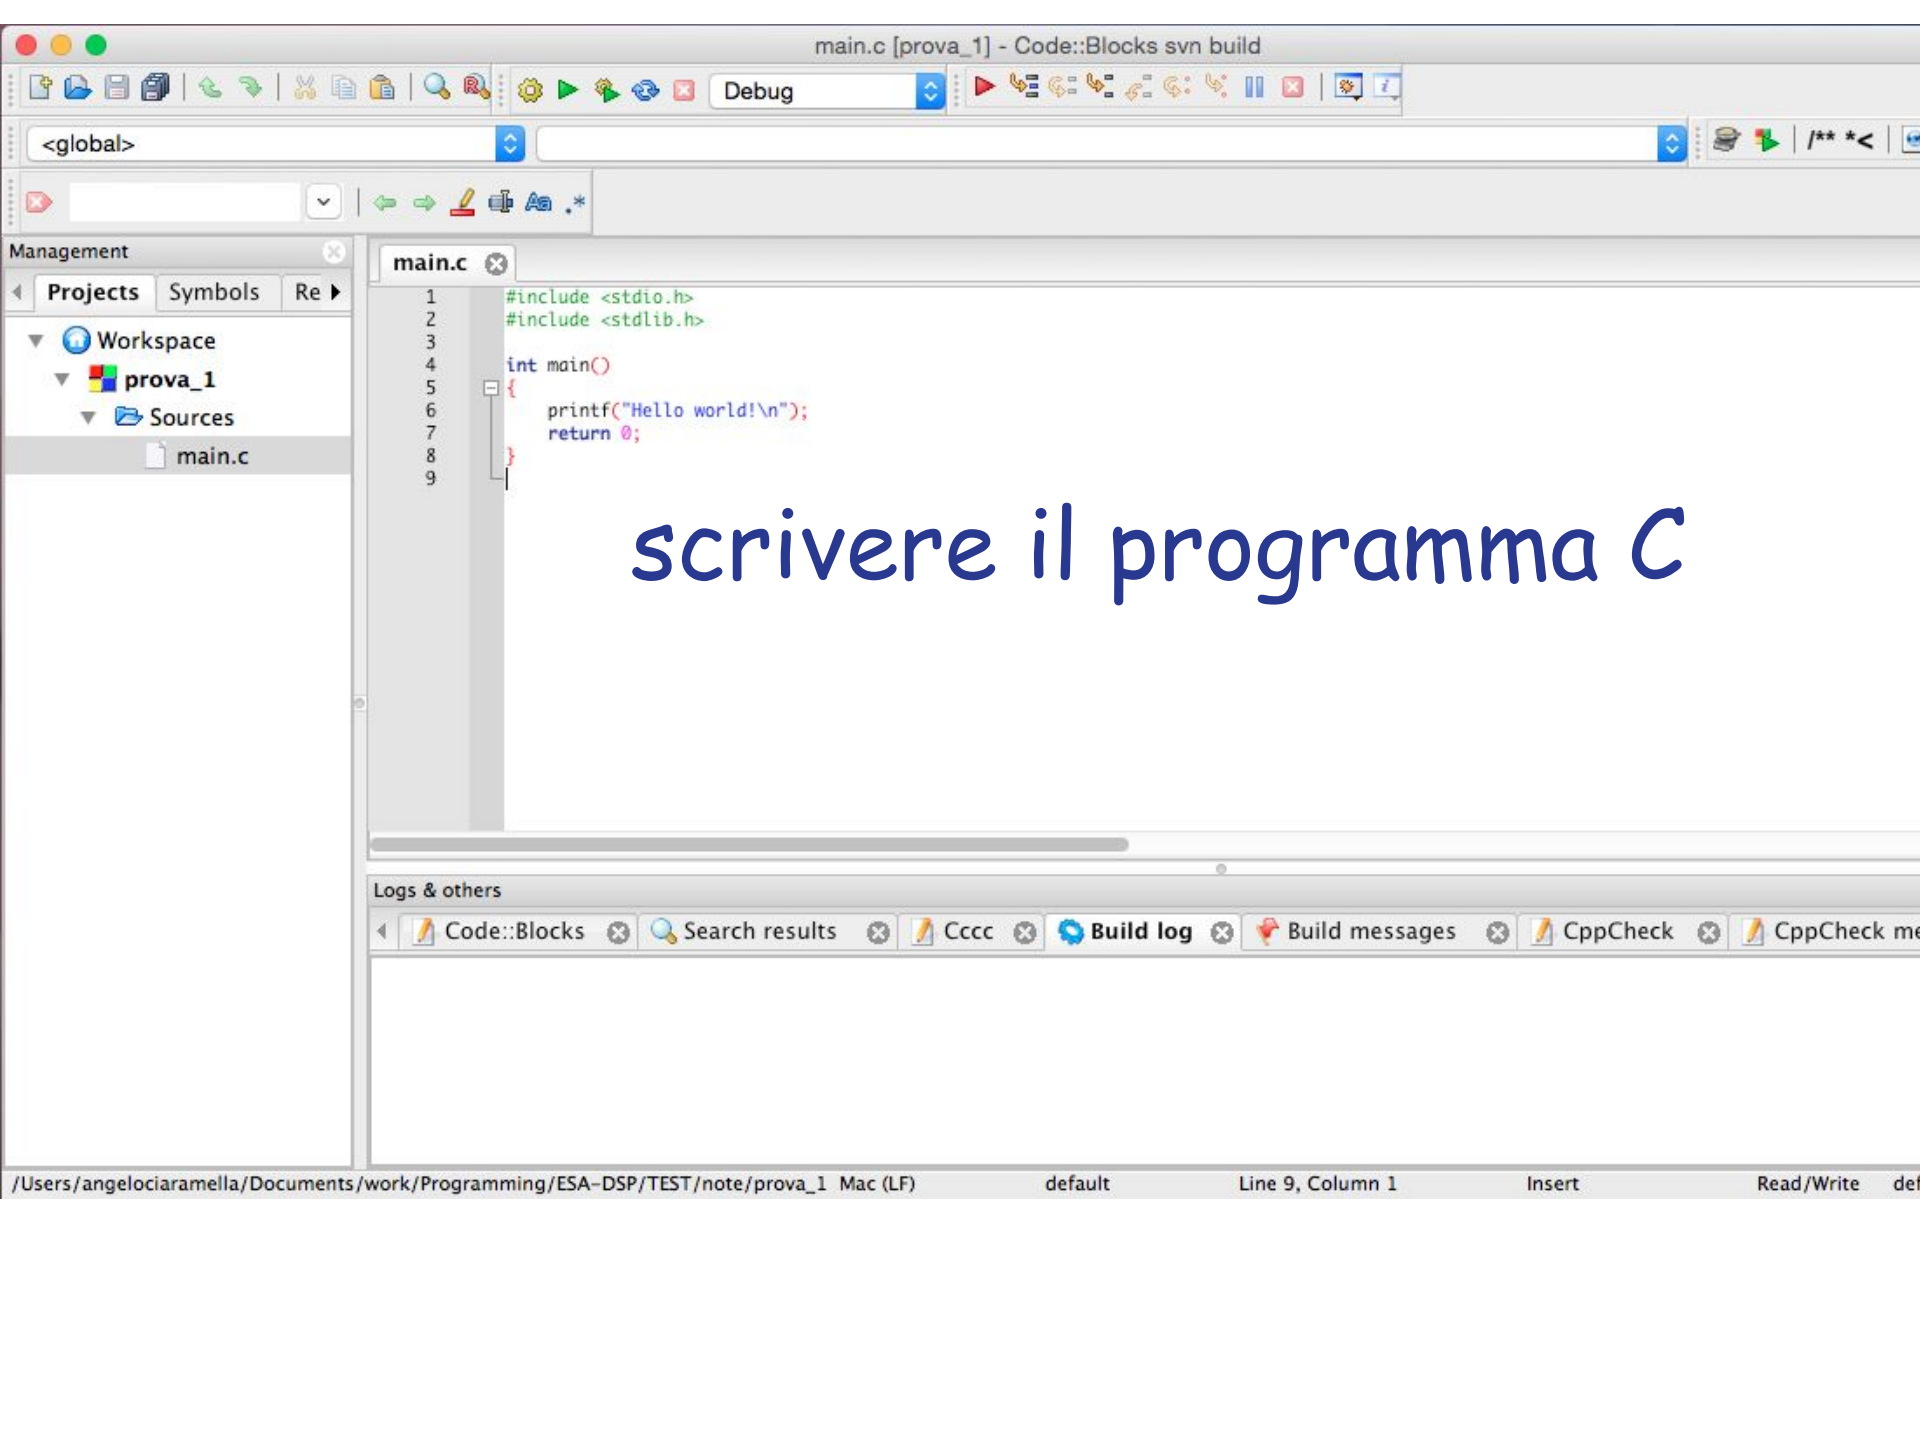 main.c [prova_1] - Code::Blocks svn build
Debug
<global>
/** *<
Management
Projects Symbols Re
main.c
Workspace
prova_1
Sources
main.c
1 #include <stdio.h>
2 #include <stdlib.h>
3
4 int main()
5 {
6 printf("Hello world!\n");
7 return 0;
8 }
9
scrivere il programma C
Logs & others
Code::Blocks Search results Cccc Build log Build messages CppCheck CppCheck me
/Users/angelociaramella/Documents/work/Programming/ESA-DSP/TEST/note/prova_1 Mac (LF) default Line 9, Column 1 Insert Read/Write def